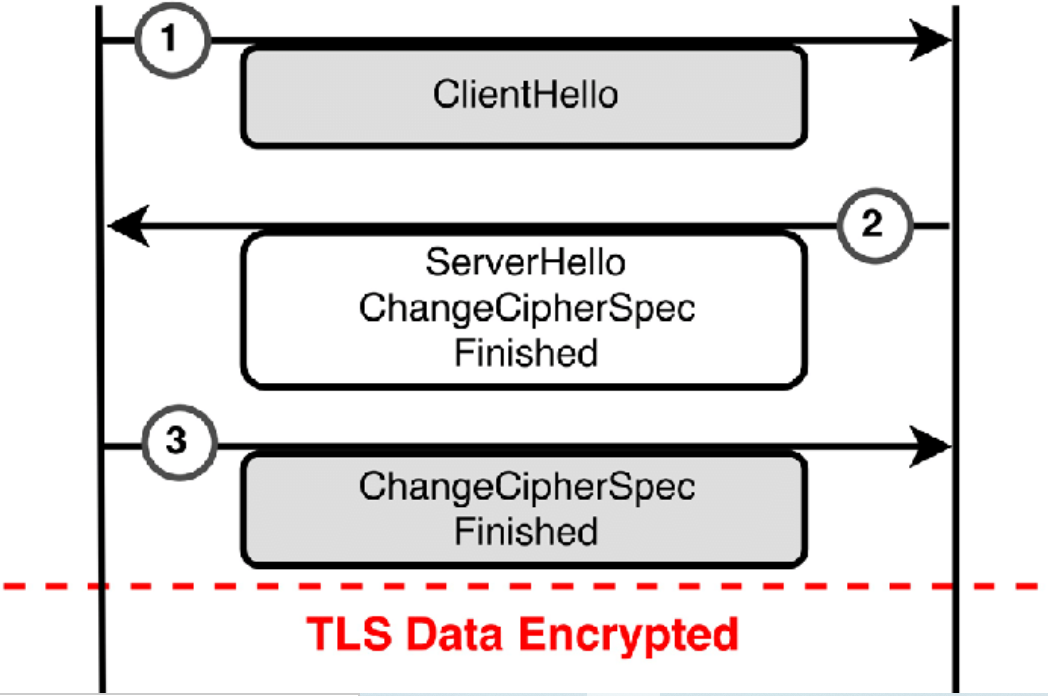 1
ClientHello
2
ServerHello
ChangeCipherSpec
Finished
3
ChangeCipherSpec
Finished
TLS Data Encrypted